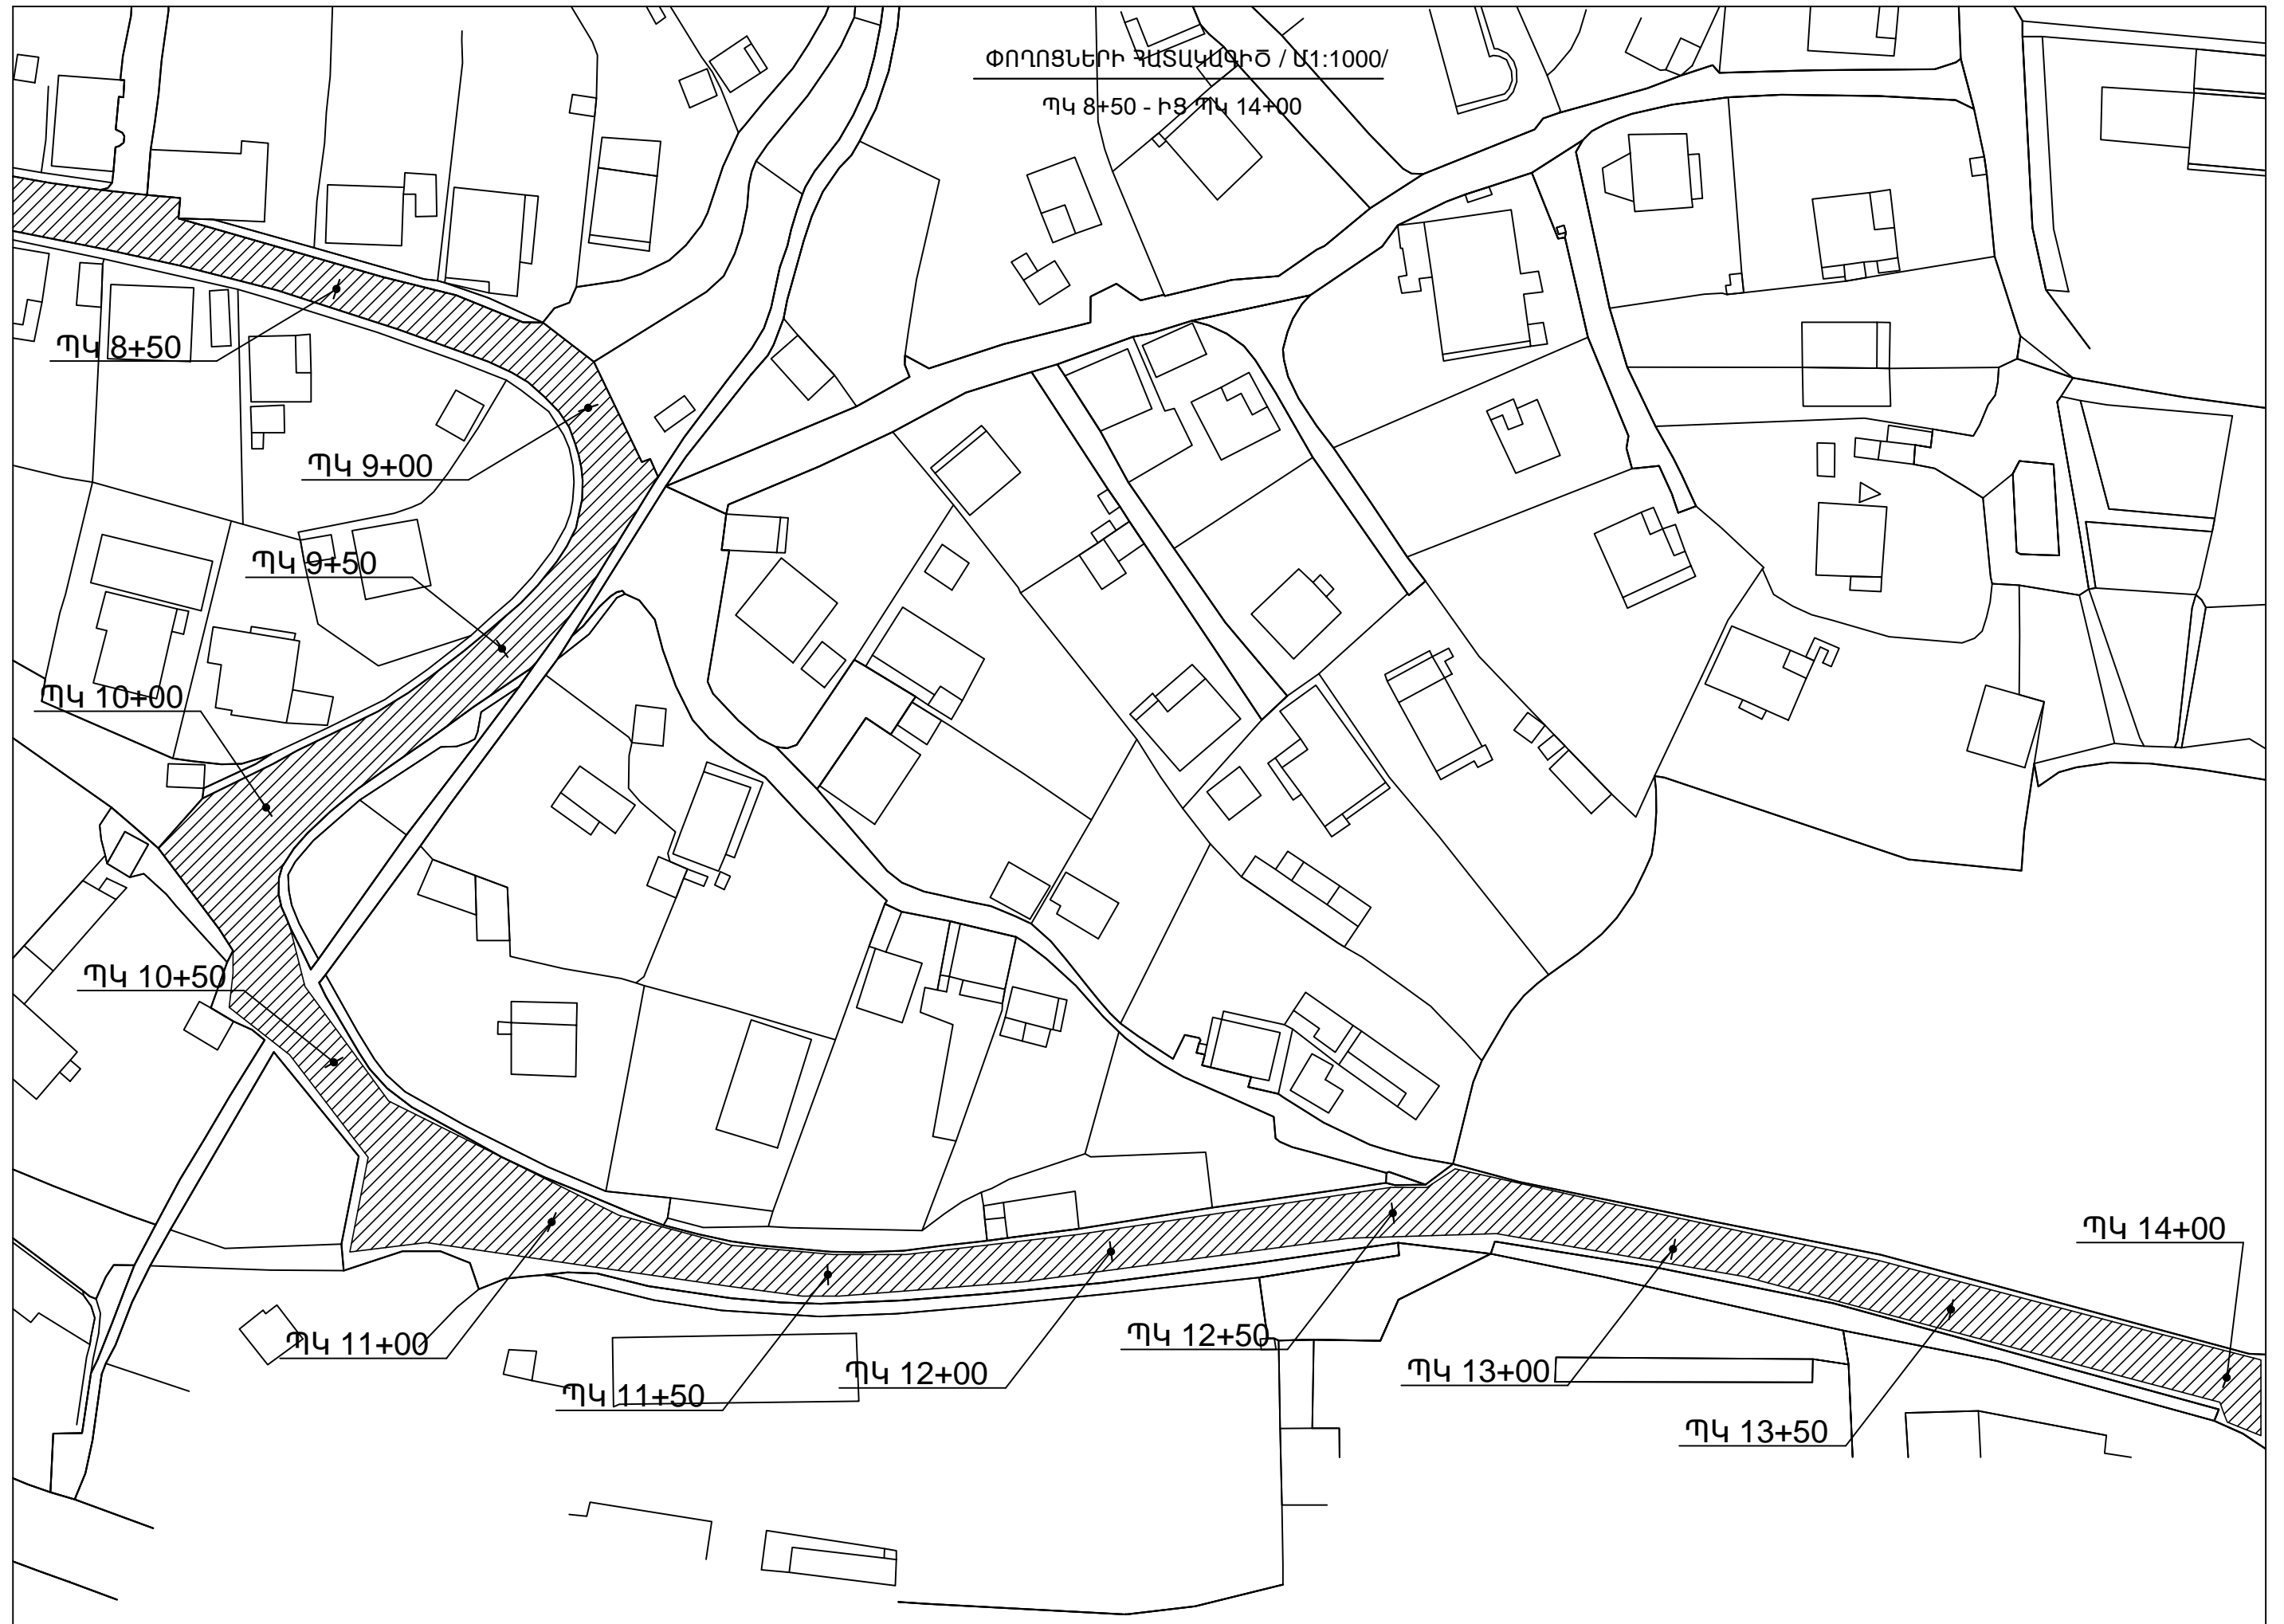 ՓՈՂՈՑՆԵՐԻ ՀԱՏԱԿԱԳԻԾ / Մ1:1000/
ՊԿ 8+50 - ԻՑ ՊԿ 14+00
ՊԿ 8+50
ՊԿ 9+00
ՊԿ 9+50
ՊԿ 10+00
ՊԿ 10+50
ՊԿ 11+00
ՊԿ 11+50
ՊԿ 12+00
ՊԿ 12+50
ՊԿ 13+00
ՊԿ 13+50
ՊԿ 14+00